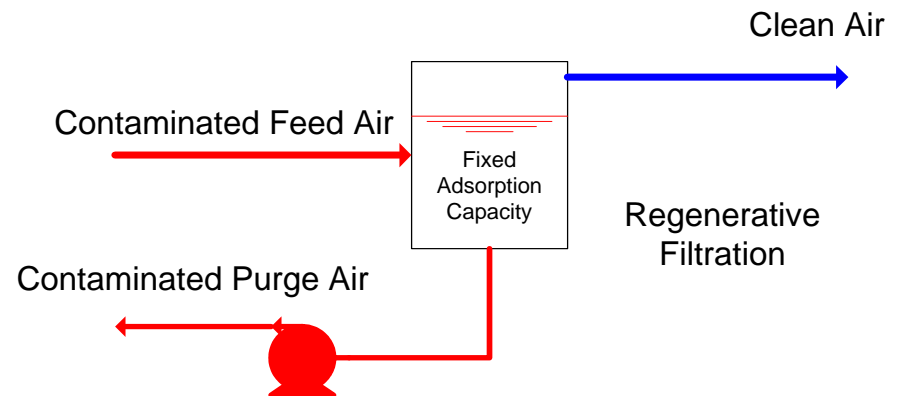 Clean Air
Contaminated Feed Air
Fixed
Adsorption
Capacity
Regenerative
Filtration
Contaminated Purge Air